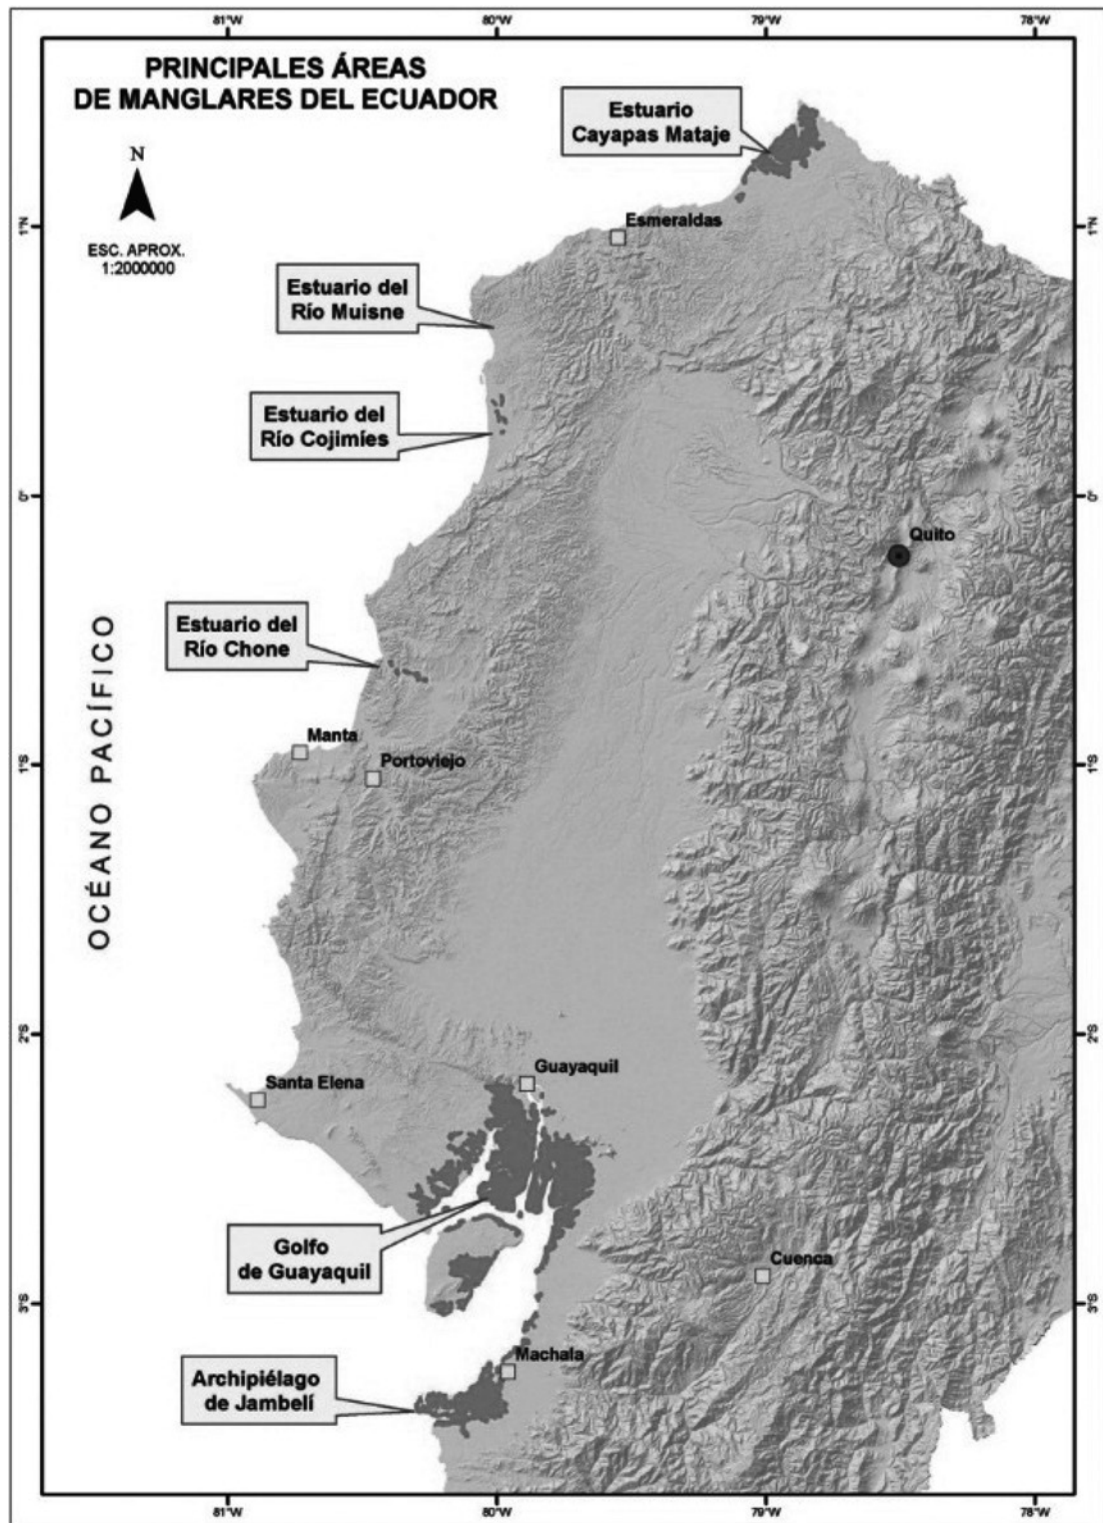 81°W 80°W 79°W 78°W
PRINCIPALES ÁREAS
DE MANGLARES DEL ECUADOR
N
ESC. APROX.
1:2000000
Estuario
Cayapas Mataje
1°N
1°N
Esmeraldas
Estuario del
Río Muisne
Estuario del
Río Cojimíes
0°
0°
Quito
Estuario del
Río Chone
OCÉANO PACÍFICO
Manta
Portoviejo
1°S
1°S
2°S
2°S
Guayaquil
Santa Elena
Golfo
de Guayaquil
Cuenca
3°S
3°S
Machala
Archipiélago
de Jambelí
81°W 80°W 79°W 78°W